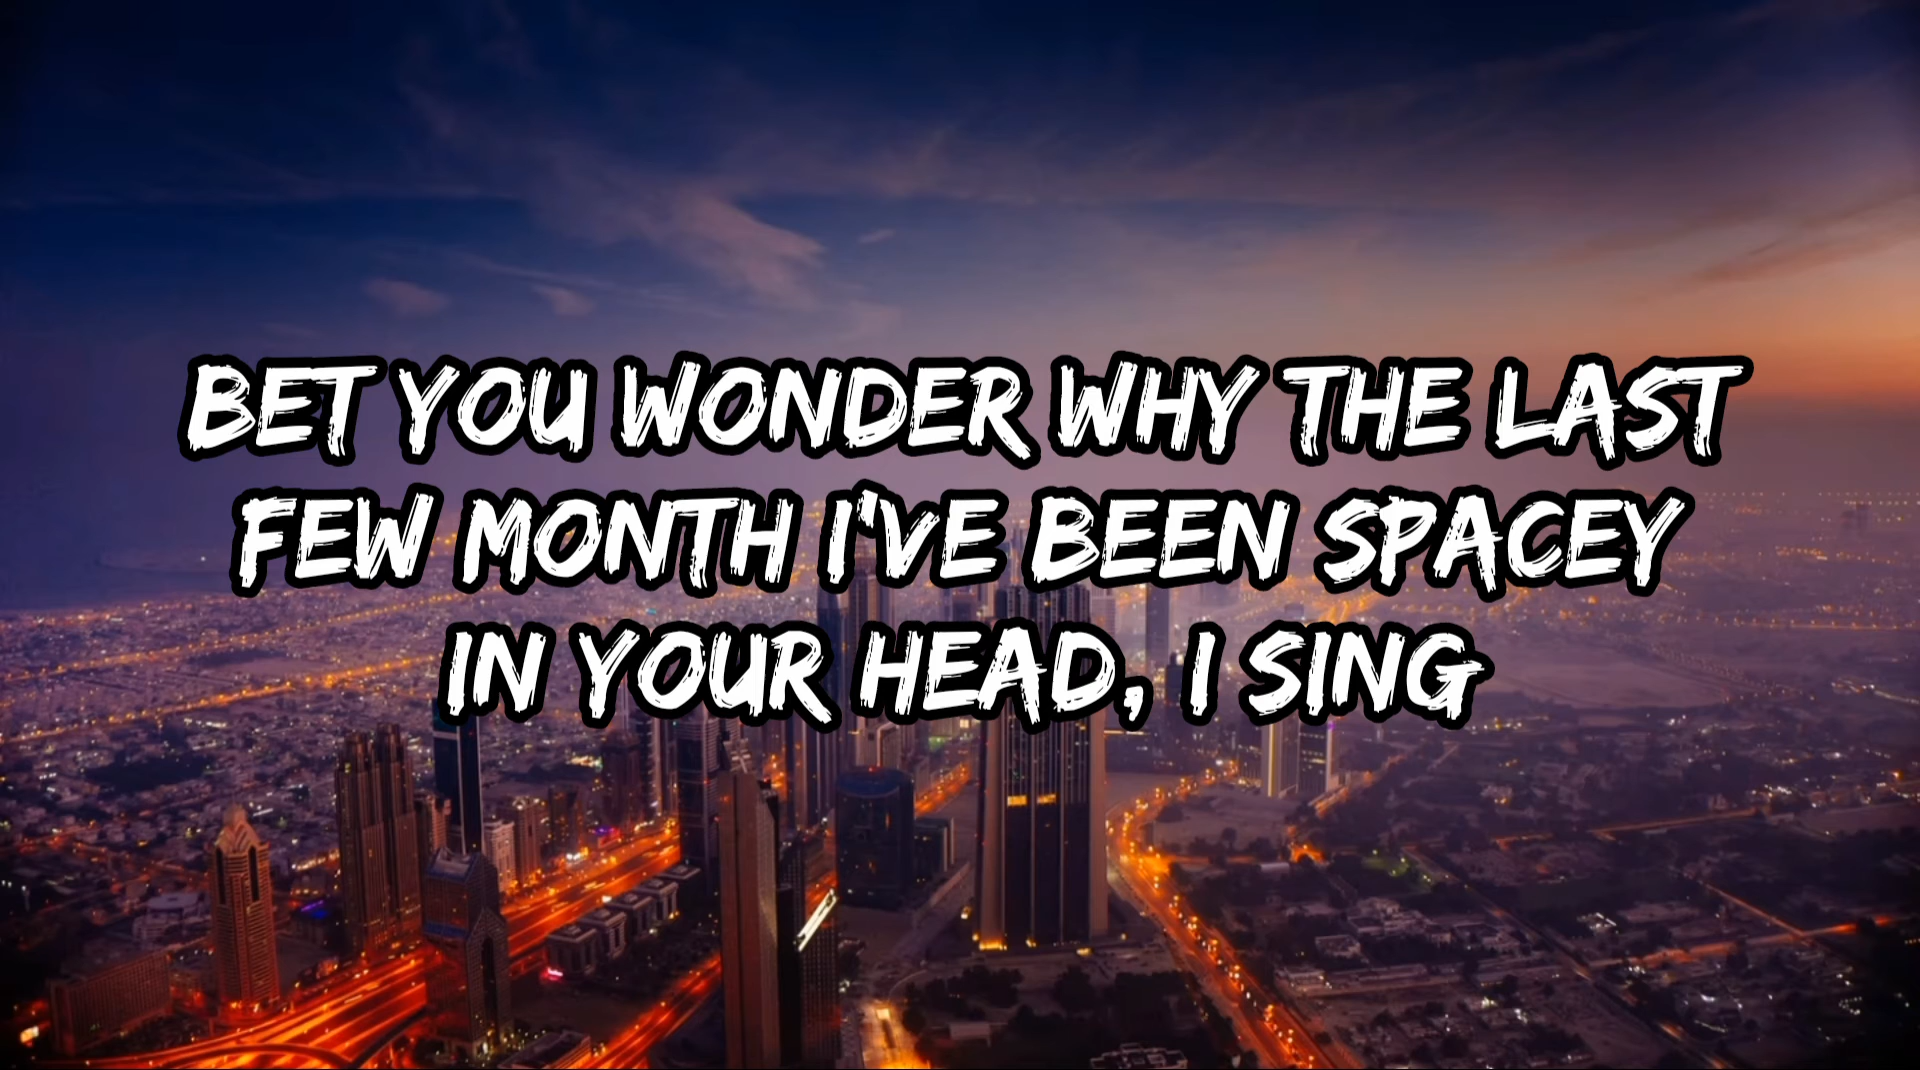 BET YOU WONDER WHY THE LAST
FEW MONTH I'VE BEEN SPACEY
IN YOUR HEAD, I SING